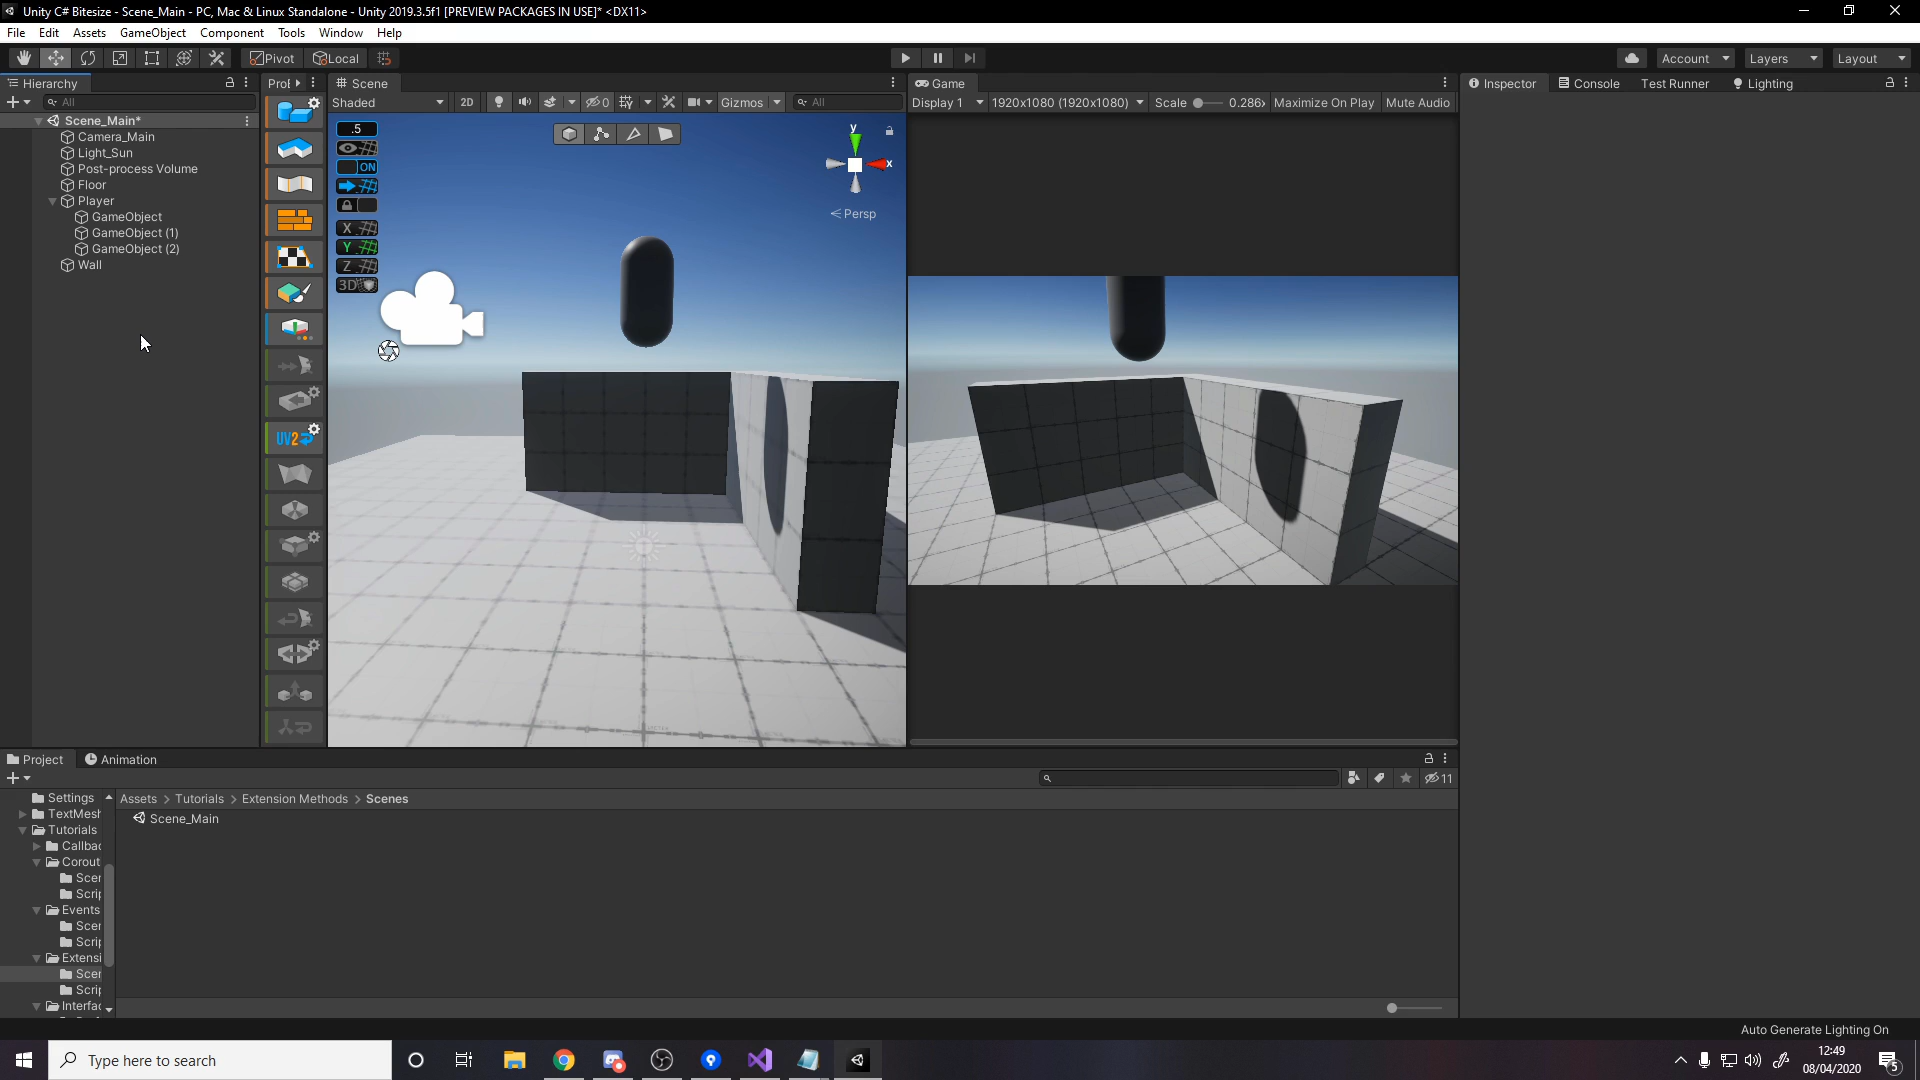 Unity C# Bitesize - Scene_Main - PC, Mac & Linux Standalone - Unity 2019.3.5f1 [PREVIEW PACKAGES IN USE]* <DX11>
File Edit Assets GameObject Component Tools Window Help
Pivot Local Account Layers Layout
Hierarchy
All
Scene_Main*
Camera_Main
Light_Sun
Post-process Volume
Floor
Player
GameObject
GameObject (1)
GameObject (2)
Wall
UV2
Scene
Shaded 2D 0 Gizmos All
.5
ON
X
Y
Z
3D
y
x
Persp
Game
Display 1 1920x1080 (1920x1080) Scale 0.286x Maximize On Play Mute Audio
Inspector Console Test Runner Lighting
Project Animation
11
Settings
Tutorials
Assets > Tutorials > Extension Methods > Scenes
Scene_Main
Auto Generate Lighting On
Type here to search
12:49
08/04/2020
5